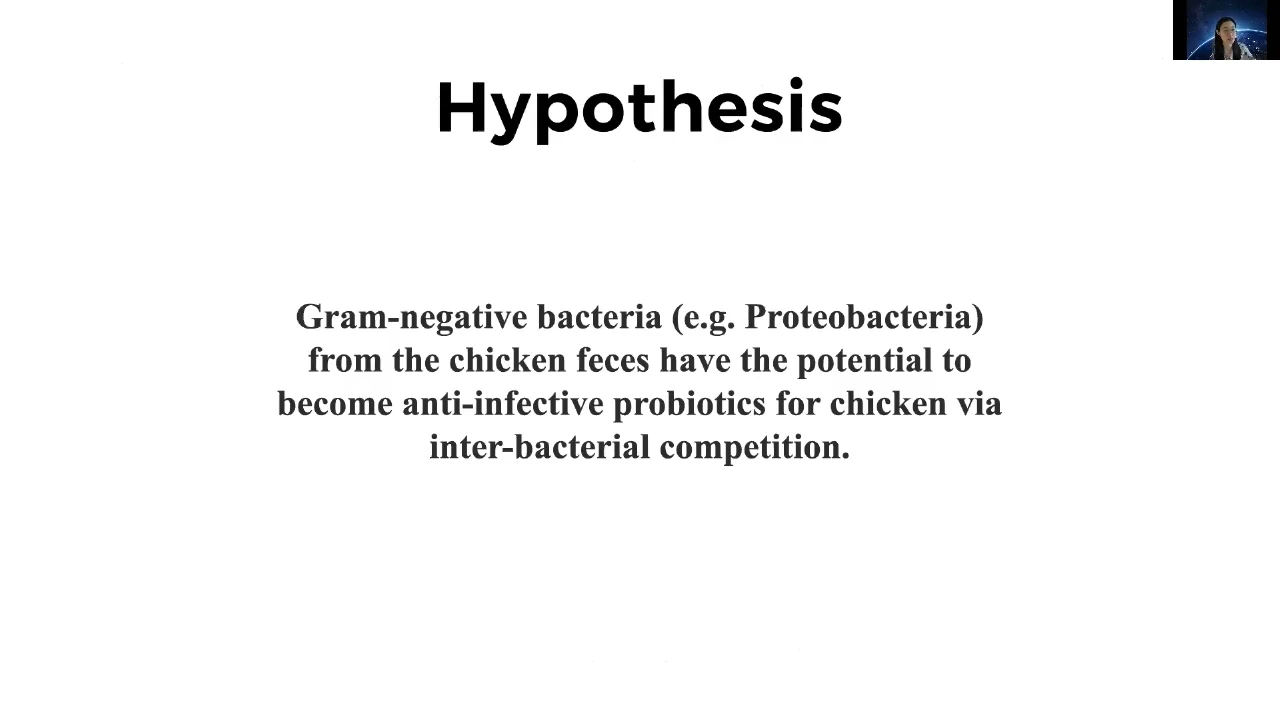 Hypothesis
Gram-negative bacteria (e.g. Proteobacteria)
from the chicken feces have the potential to
become anti-infective probiotics for chicken via
inter-bacterial competition.